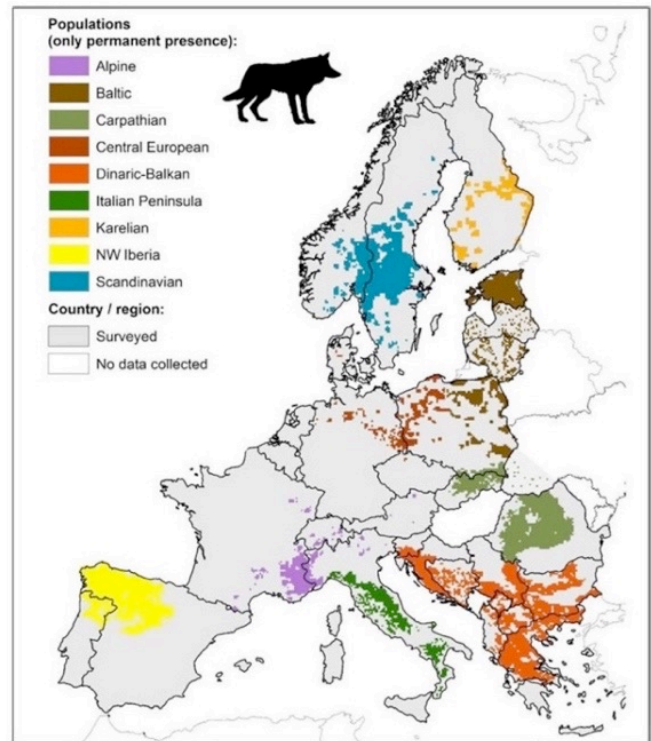 Populations
(only permanent presence):
Alpine
Baltic
Carpathian
Central European
Dinaric-Balkan
Italian Peninsula
Karelian
NW Iberia
Scandinavian
Country / region:
Surveyed
No data collected